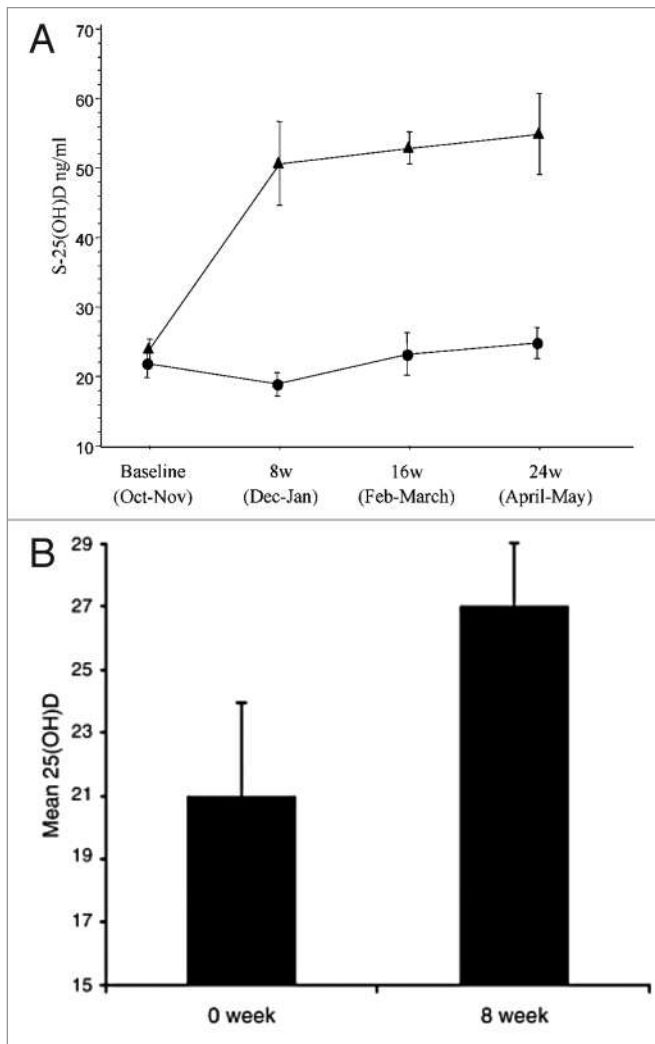 A
70
60
50
40
30
20
10
S-25(OH)D ng/ml
Baseline 8w 16w 24w
(Oct-Nov) (Dec-Jan) (Feb-March) (April-May)
B
29
27
25
23
21
19
17
15
Mean 25(OH)D
0 week 8 week